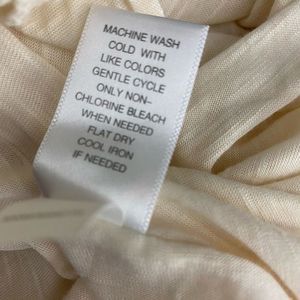 MACHINE WASH
COLD WITH
LIKE COLORS
GENTLE CYCLE
ONLY NON-
CHLORINE BLEACH
WHEN NEEDED
FLAT DRY
COOL IRON
IF NEEDED